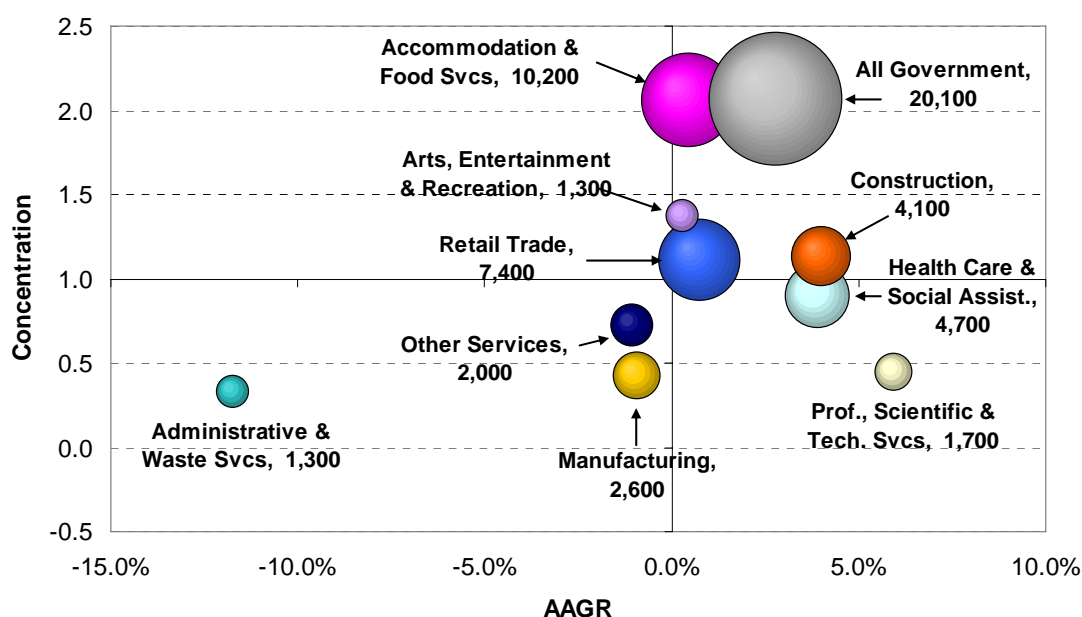 2.5
2.0
1.5
1.0
0.5
0.0
-0.5
Concentration
Accommodation &
Food Svcs, 10,200
All Government,
20,100
Arts, Entertainment
& Recreation, 1,300
Construction,
4,100
Retail Trade,
7,400
Health Care &
Social Assist.,
4,700
Other Services,
2,000
Administrative &
Waste Svcs, 1,300
Manufacturing,
2,600
Prof., Scientific &
Tech. Svcs, 1,700
-15.0%
-10.0%
-5.0%
0.0%
5.0%
10.0%
AAGR